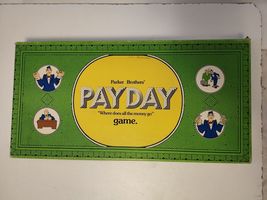 Parker Brothers'
PAYDAY
"Where does all the money go"
game.